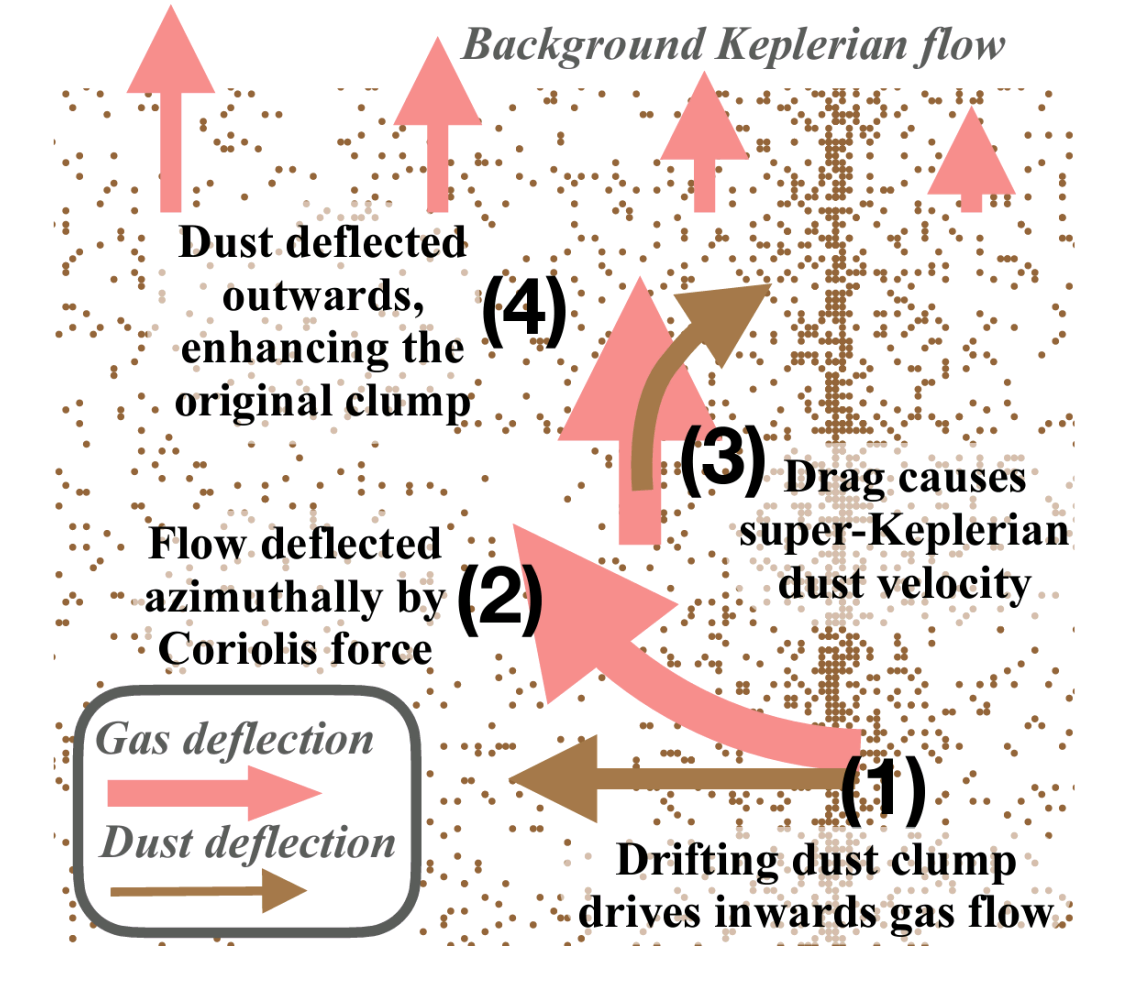 Background Keplerian flow
Dust deflected
outwards,
enhancing the
original clump
(4)
(3)
Drag causes
super-Keplerian
dust velocity
Flow deflected
azimuthally by
Coriolis force
(2)
Gas deflection
Dust deflection
(1)
Drifting dust clump
drives inwards gas flow